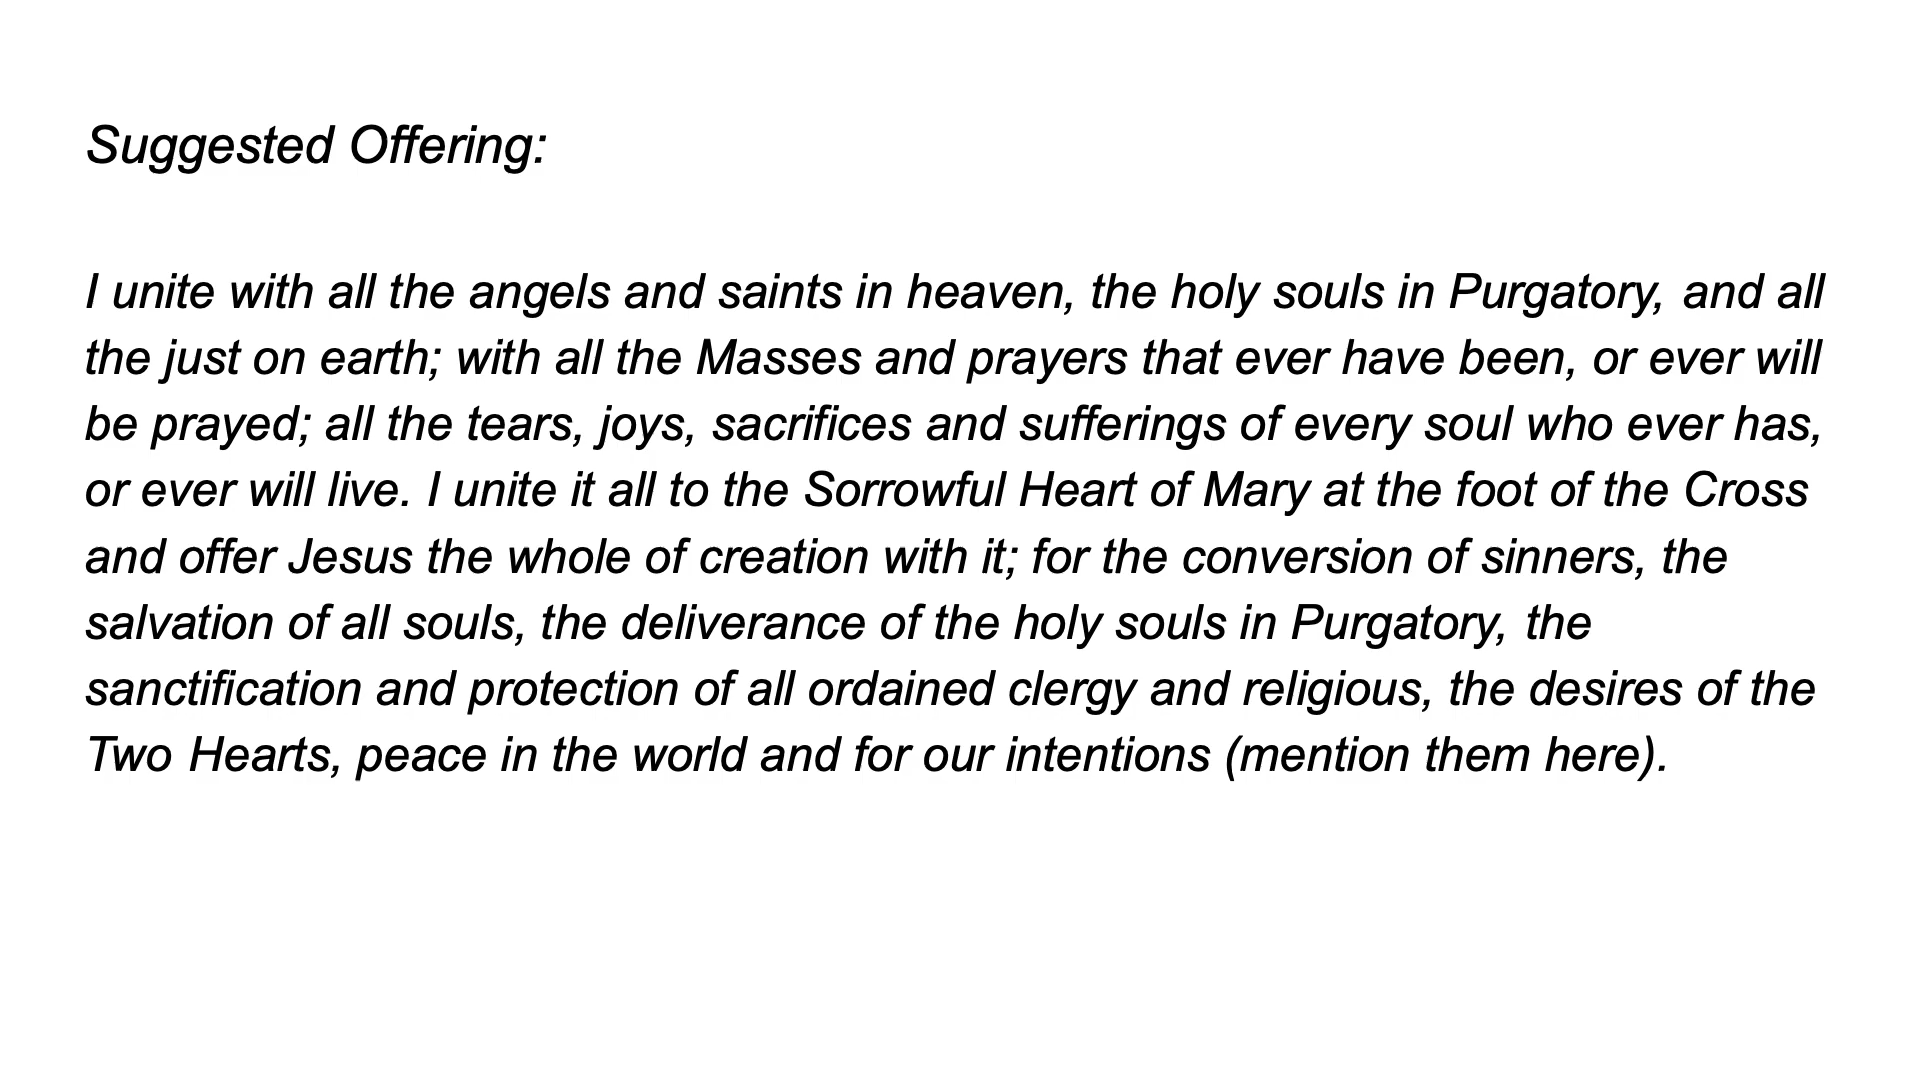 Suggested Offering:
I unite with all the angels and saints in heaven, the holy souls in Purgatory, and all
the just on earth; with all the Masses and prayers that ever have been, or ever will
be prayed; all the tears, joys, sacrifices and sufferings of every soul who ever has,
or ever will live. I unite it all to the Sorrowful Heart of Mary at the foot of the Cross
and offer Jesus the whole of creation with it; for the conversion of sinners, the
salvation of all souls, the deliverance of the holy souls in Purgatory, the
sanctification and protection of all ordained clergy and religious, the desires of the
Two Hearts, peace in the world and for our intentions (mention them here).